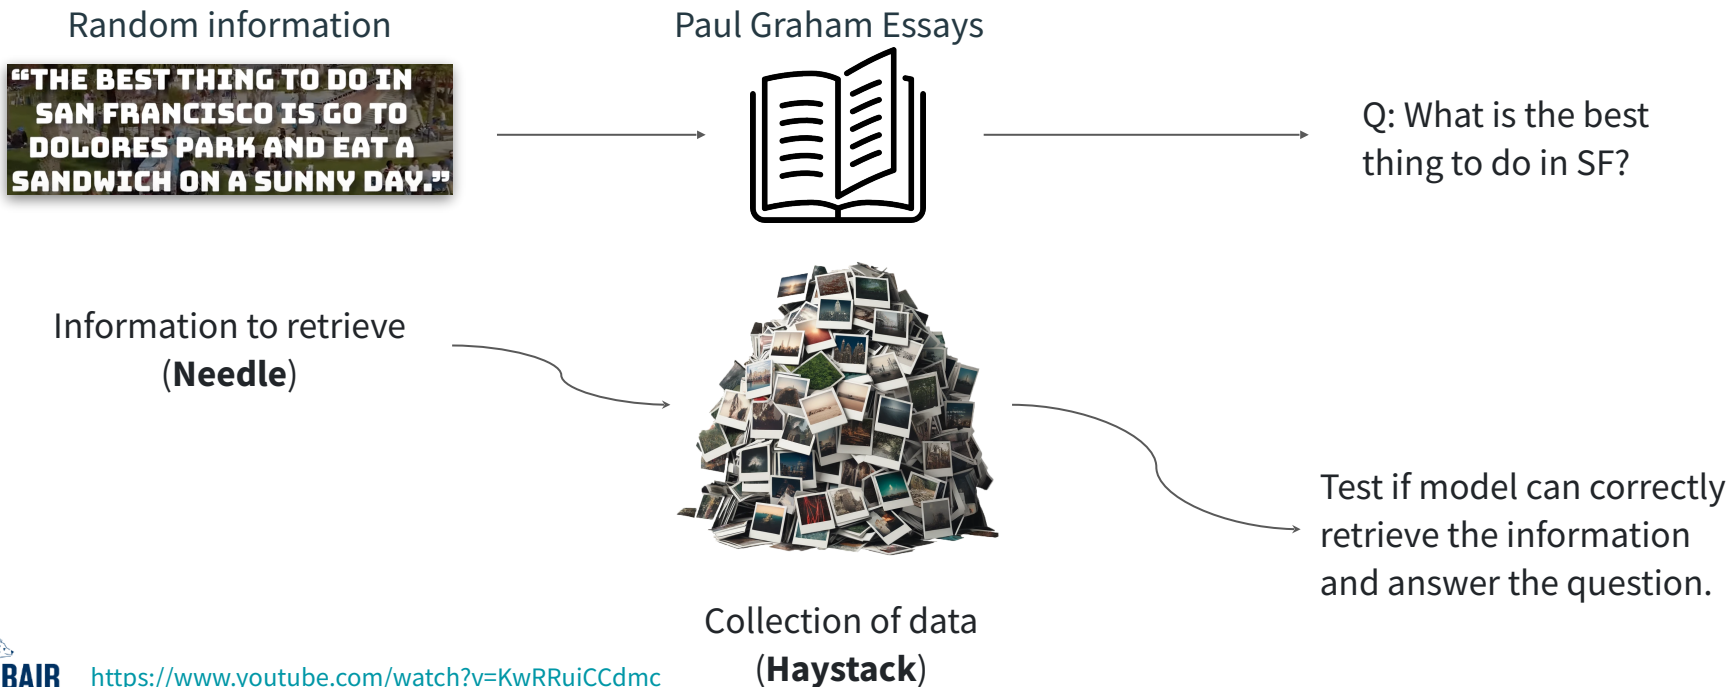 Random information
Paul Graham Essays
“THE BEST THING TO DO IN
SAN FRANCISCO IS GO TO
DOLORES PARK AND EAT A
SANDWICH ON A SUNNY DAY.”
Q: What is the best
thing to do in SF?
Information to retrieve
(Needle)
Test if model can correctly
retrieve the information
and answer the question.
Collection of data
(Haystack)
BAIR
https://www.youtube.com/watch?v=KwRRuiCCdmc